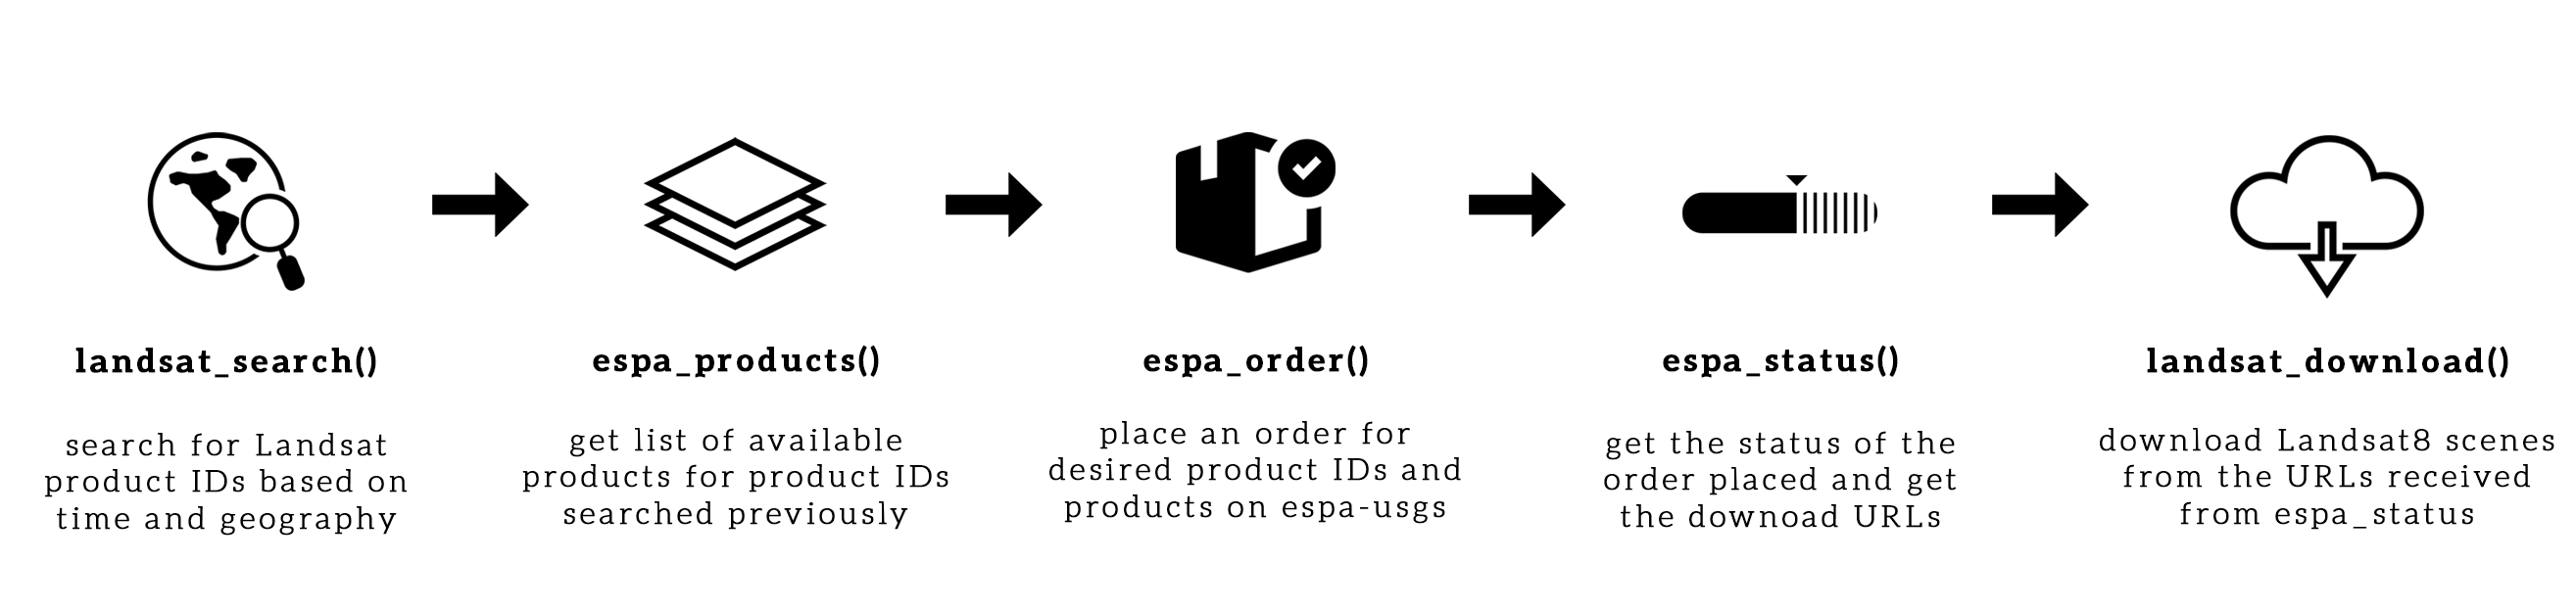 landsat_search()
search for Landsat
product IDs based on
time and geography
espa_products()
get list of available
products for product IDs
searched previously
espa_order()
place an order for
desired product IDs and
products on espa-usgs
espa_status()
get the status of the
order placed and get
the downoad URLs
landsat_download()
download Landsat8 scenes
from the URLs received
from espa_status